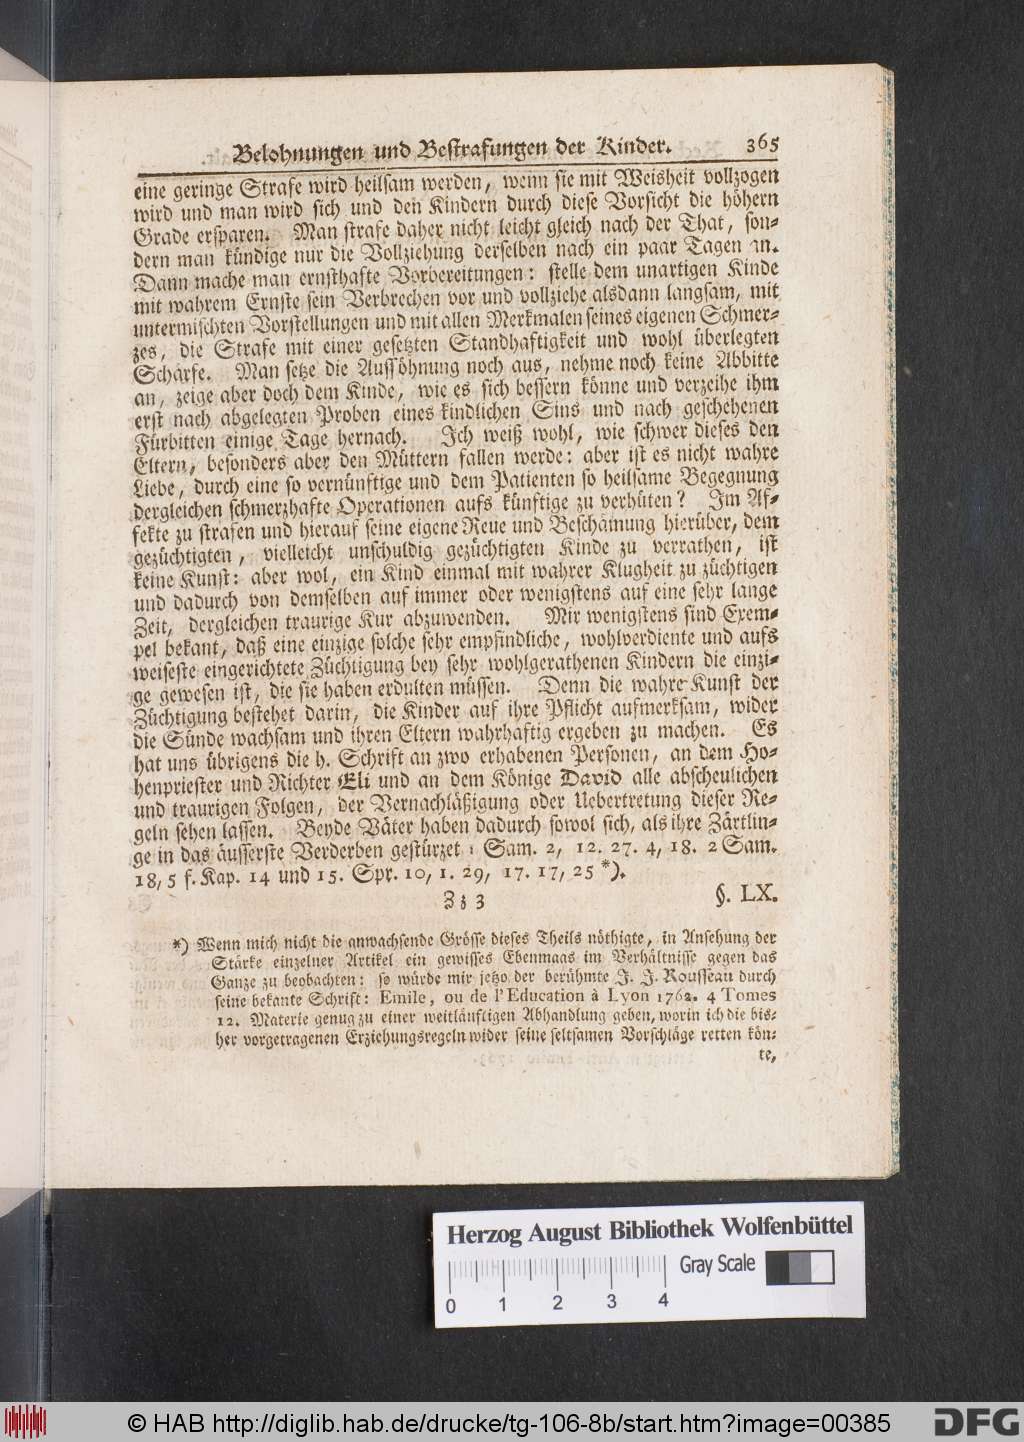 Belohnungen und Bestrafungen der Kinder. 365
eine geringe Strafe wird heilsam werden, wenn sie mit Weisheit vollzogen
wird und man wird sich und den Kindern durch diese Vorsicht die höhern
Grade ersparen. Man strafe daher nicht leicht gleich nach der That, son-
dern man kündige nur die Vollziehung derselben nach ein paar Tagen an.
Dann mache man ernsthafte Vorbereitungen: stelle dem unartigen Kinde
mit wahrem Ernste sein Verbrechen vor und vollziehe alsdann langsam, mit
untermischten Vorstellungen und mit allen Merkmalen seines eigenen Schmer-
zes, die Strafe mit einer gesetzten Standhaftigkeit und wohl überlegten
Schärfe. Man setze die Aussöhnung noch aus, nehme noch keine Abbitte
an, zeige aber doch dem Kinde, wie es sich bessern könne und verzeihe ihm
erst nach abgelegten Proben eines kindlichen Sins und nach geschehenen
Fürbitten einige Tage hernach. Ich weiß wohl, wie schwer dieses den
Eltern, besonders aber den Müttern fallen werde: aber ist es nicht wahre
Liebe, durch eine so vernünftige und dem Patienten so heilsame Begegnung
dergleichen schmerzhafte Operationen aufs künftige zu verhüten? Im Af-
fekte zu strafen und hierauf seine eigene Reue und Beschämung hierüber, dem
gezüchtigten, vielleicht unschuldig gezüchtigten Kinde zu verrathen, ist
keine Kunst: aber wol, ein Kind einmal mit wahrer Klugheit zu züchtigen
und dadurch von demselben auf immer oder wenigstens auf eine sehr lange
Zeit, dergleichen traurige Kur abzuwenden. Mir wenigstens sind Exem-
pel bekant, daß eine einzige solche sehr empfindliche, wohlverdiente und aufs
weiseste eingerichtete Züchtigung bey sehr wohlgerathenen Kindern die einzi-
ge gewesen ist, die sie haben erdulten müssen. Denn die wahre Kunst der
Züchtigung bestehet darin, die Kinder auf ihre Pflicht aufmerksam, wider
die Sünde wachsam und ihren Eltern wahrhaftig ergeben zu machen. Es
hat uns übrigens die h. Schrift an zwo erhabenen Personen, an dem Ho-
henpriester und Richter Eli und an dem Könige David alle abscheulichen
und traurigen Folgen, der Vernachläßigung oder Uebertretung dieser Re-
geln sehen lassen. Beyde Väter haben dadurch sowol sich, als ihre Zärtlin-
ge in das äusserste Verderben gestürzet 1 Sam. 2, 12. 27. 4, 18. 2 Sam.
18, 5 f. Kap. 14 und 15. Spr. 10, 1. 29, 17. 17, 25 *).
Zz 3 §. LX.
*) Wenn mich nicht die anwachsende Grösse dieses Theils nöthigte, in Ansehung der
Stärke einzelner Artikel ein gewisses Ebenmaas im Verhältnisse gegen das
Ganze zu beobachten: so würde mir jetzo der berühmte J. J. Rousseau durch
seine bekante Schrift: Emile, ou de l'Education à Lyon 1762. 4 Tomes
12. Materie genug zu einer weitläuftigen Abhandlung geben, worin ich die bis-
her vorgetragenen Erziehungsregeln wider seine seltsamen Vorschläge retten kön-
te,
Herzog August Bibliothek Wolfenbüttel
Gray Scale
0 1 2 3 4
© HAB http://diglib.hab.de/drucke/tg-106-8b/start.htm?image=00385
DFG